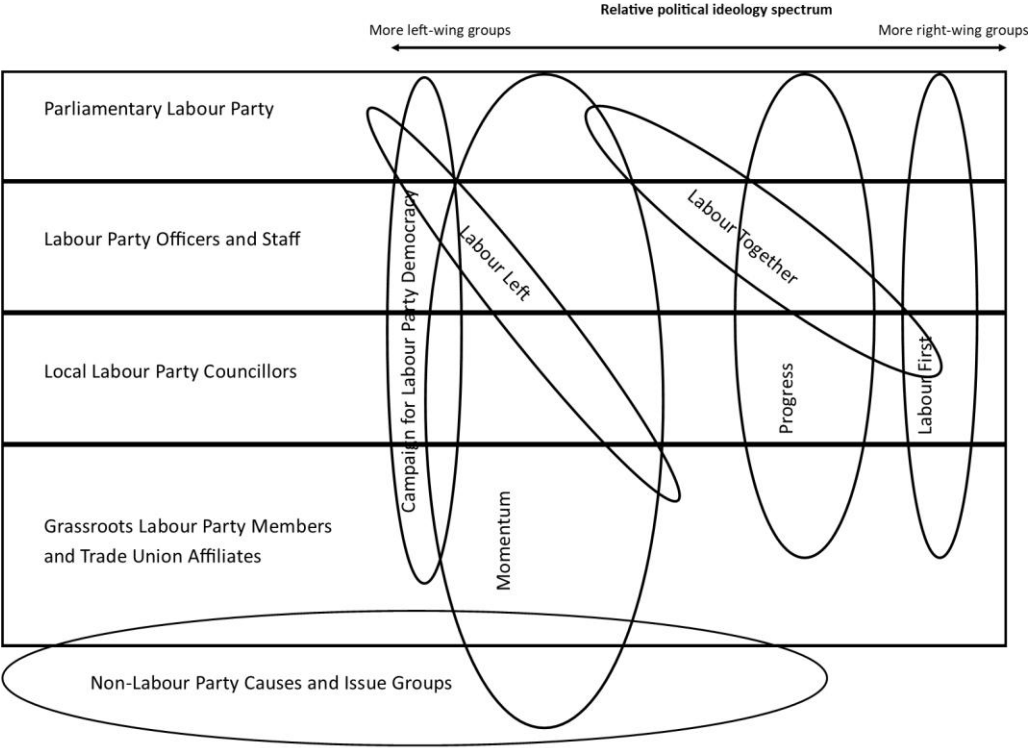 Relative political ideology spectrum
More left-wing groups
More right-wing groups
Parliamentary Labour Party
Labour Party Officers and Staff
Local Labour Party Councillors
Grassroots Labour Party Members
and Trade Union Affiliates
Non-Labour Party Causes and Issue Groups
Campaign for Labour Party Democracy
Labour Left
Momentum
Labour Together
Progress
Labour First